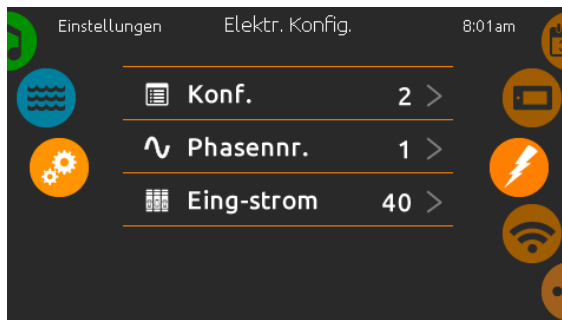 Einstellungen Elektr. Konfig. 8:01am
Konf. 2 >
Phasennr. 1 >
Eing-strom 40 >